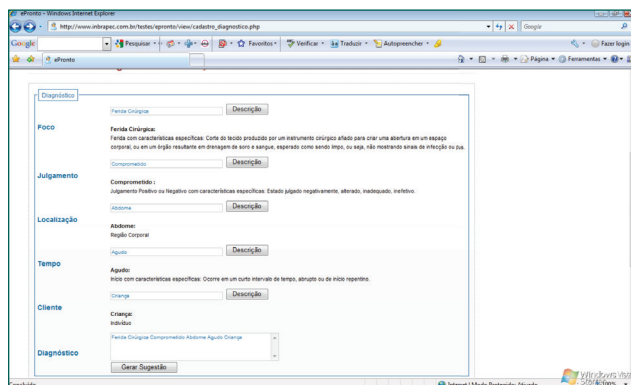 ePronto - Windows Internet Explorer
http://www.intrapec.com.br/testes/epronto/view/cadastro_diagnostico.php
Google
Google
Pesquisar
Favoritos
Verificar
Traduzir
Autopreencher
Fazer login
ePronto
Página
Ferramentas
Diagnóstico
Ferida Cirúrgica
Descrição
Foco
Ferida Cirúrgica:
Ferida com características específicas: Corte do tecido produzido por um instrumento cirúrgico afiado para criar uma abertura em um espaço
corporal, ou em um órgão resultante em drenagem de soro e sangue, esperado como sendo limpo, ou seja, não mostrando sinais de infecção ou pus.
Comprometido
Descrição
Julgamento
Comprometido :
Julgamento Positivo ou Negativo com características específicas: Estado julgado negativamente, alterado, inadequado, inefetivo.
Abdome
Descrição
Localização
Abdome:
Região Corporal
Agudo
Descrição
Tempo
Agudo:
Início com características específicas: Ocorre em um curto intervalo de tempo, abrupto ou de início repentino.
Criança
Descrição
Cliente
Criança:
Indivíduo
Ferida Cirúrgica Comprometido Abdome Agudo Criança
Diagnóstico
Gerar Sugestão
Concluído
Internet | Modo Protegido: Ativado
Windows Vista